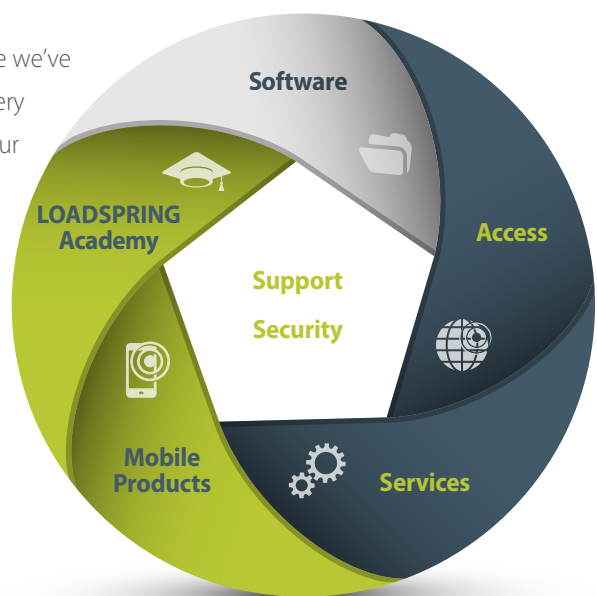 e we've
ery
ur
Software
LOADSPRING
Academy
Access
Support
Security
Mobile
Products
Services